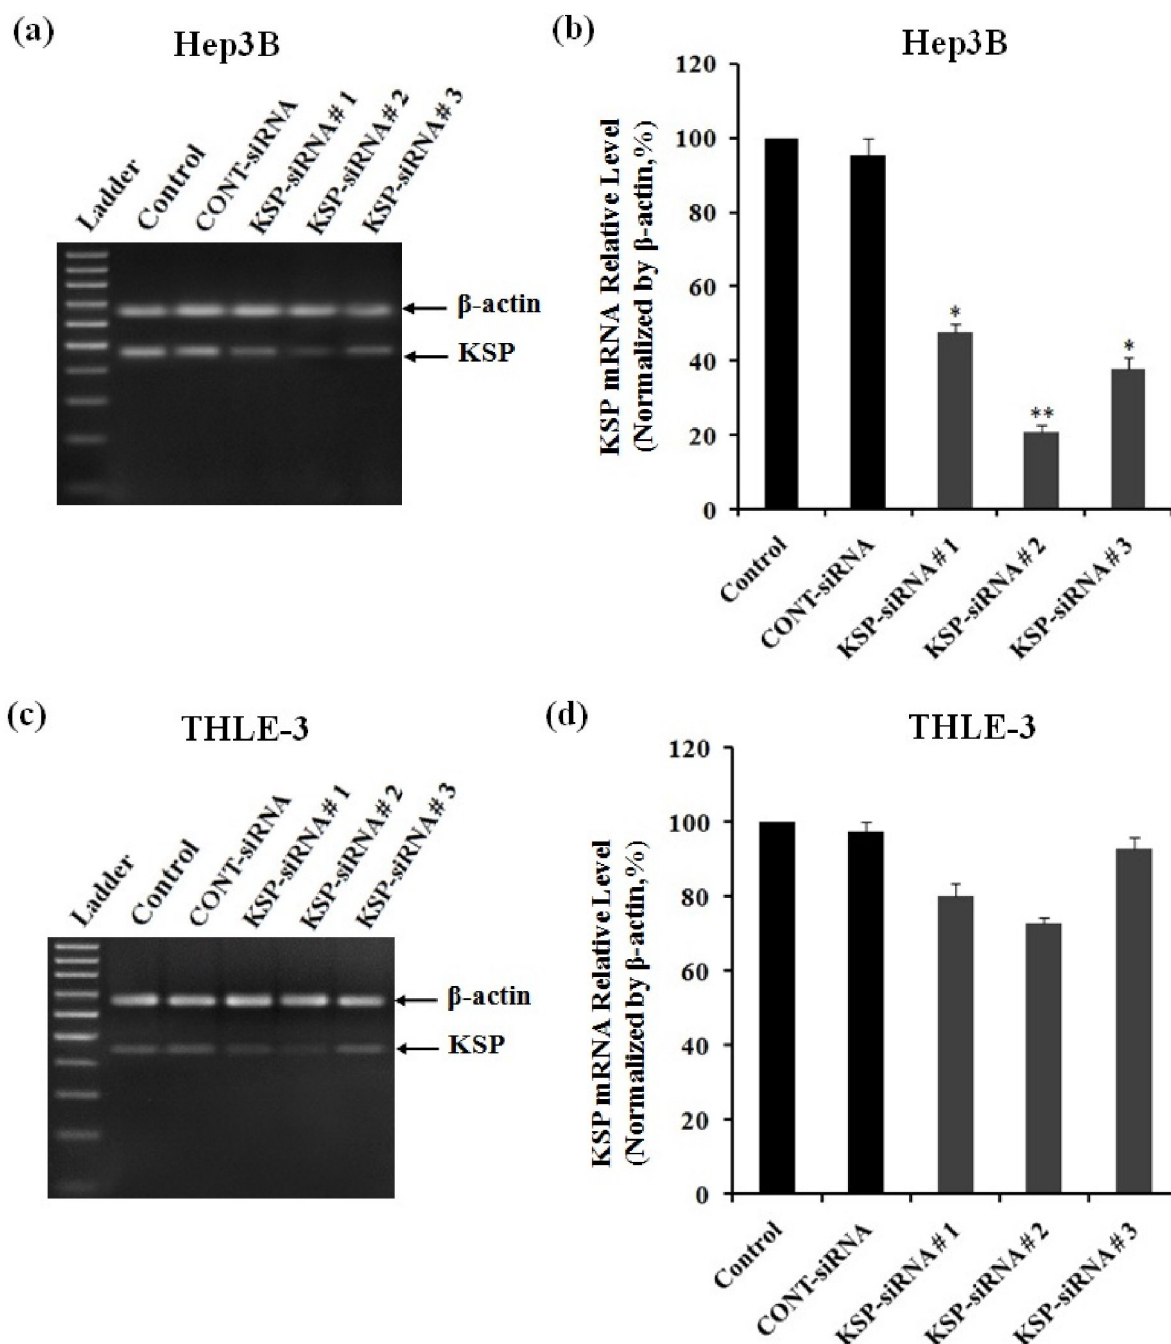 (a)
Hep3B
Ladder
Control
CONT-siRNA
KSP-siRNA# 1
KSP-siRNA# 2
KSP-siRNA# 3
β-actin
KSP
(b)
Hep3B
KSP mRNA Relative Level
(Normalized by β-actin,%)
120
100
80
60
40
20
0
*
**
*
Control
CONT-siRNA
KSP-siRNA# 1
KSP-siRNA# 2
KSP-siRNA# 3
(c)
THLE-3
Ladder
Control
CONT-siRNA
KSP-siRNA# 1
KSP-siRNA# 2
KSP-siRNA# 3
β-actin
KSP
(d)
THLE-3
KSP mRNA Relative Level
(Normalized by β-actin,%)
120
100
80
60
40
20
0
Control
CONT-siRNA
KSP-siRNA# 1
KSP-siRNA# 2
KSP-siRNA# 3